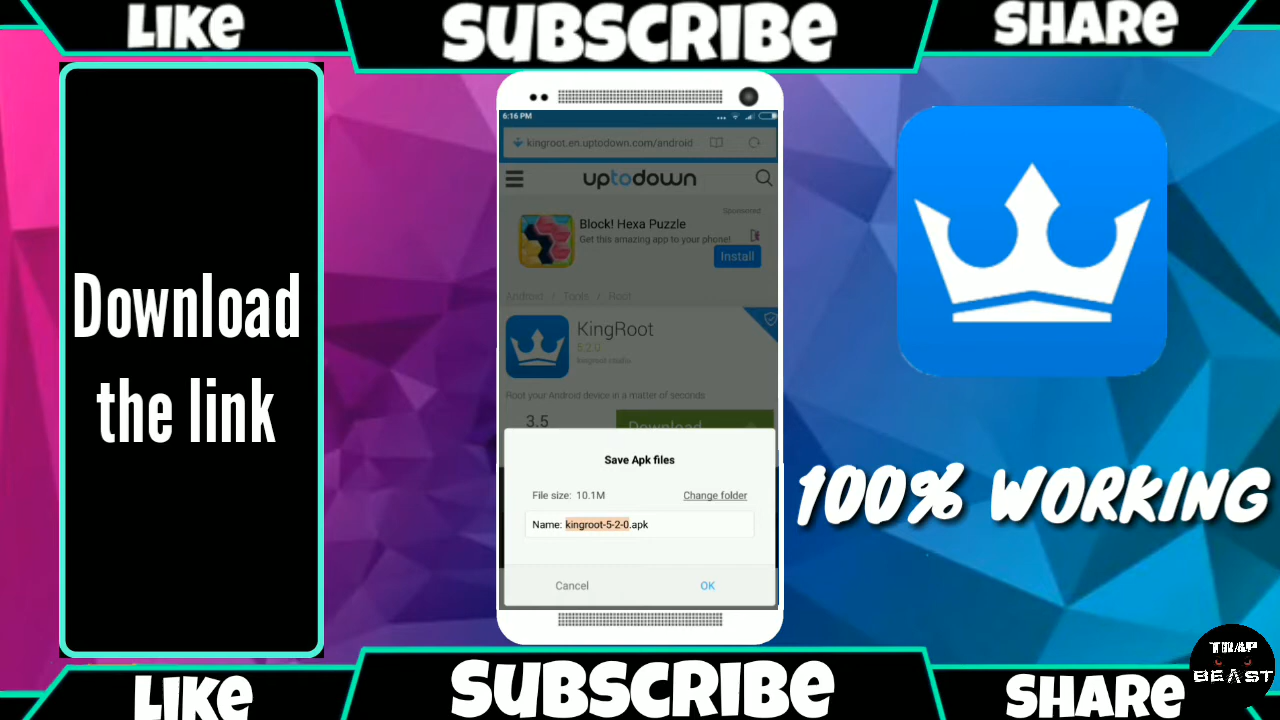 LIKE
SUBSCRIBE
SHARE
Download
the link
6:16 PM
kingroot.en.uptodown.com/android
uptodown
Sponsored
Block! Hexa Puzzle
Get this amazing app to your phone!
Install
Android / Tools / Root
KingRoot
5.2.0
kingroot studio
Root your Android device in a matter of seconds
3.5
Download
Save Apk files
File size: 10.1M
Change folder
Name: kingroot-5-2-0.apk
Cancel
OK
100% WORKING
TRAP
BEAST
LIKE
SUBSCRIBE
SHARE